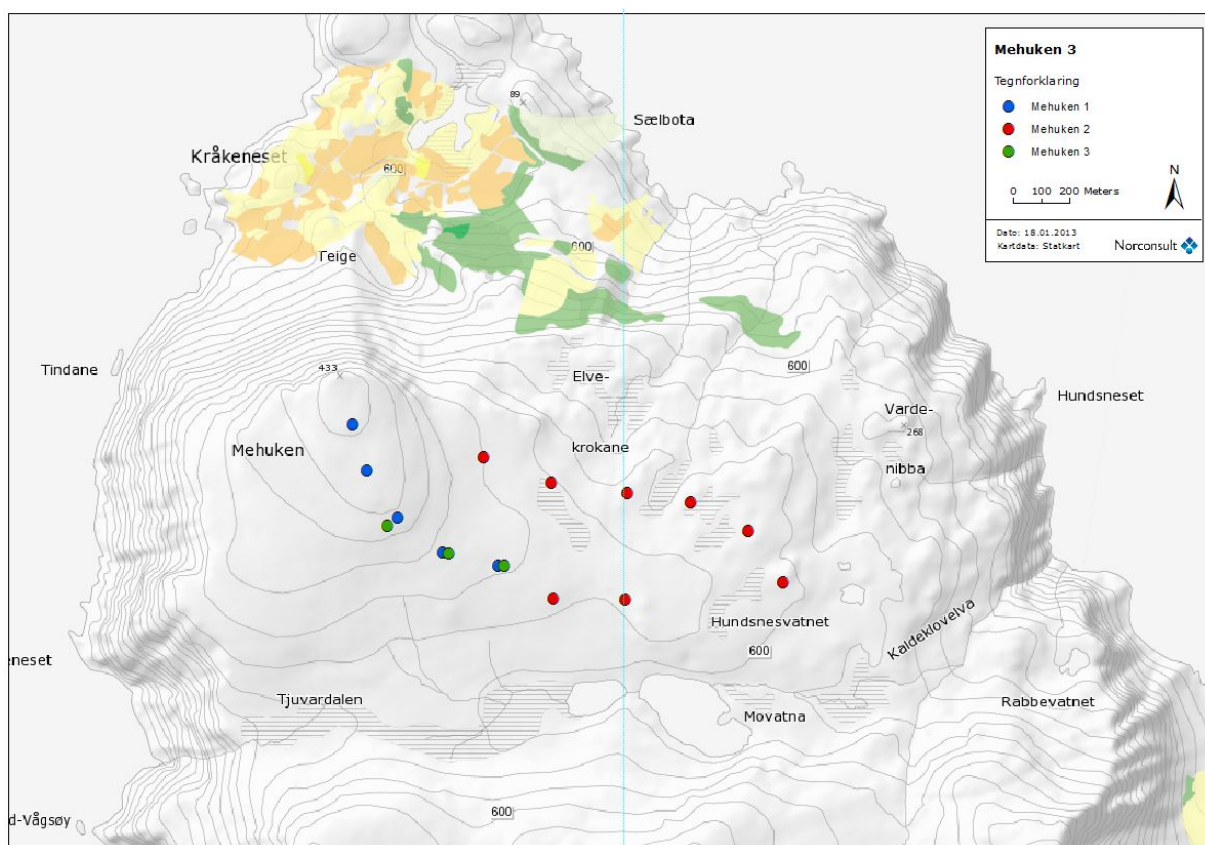 Mehuken 3
Tegnforklaring
Mehuken 1
Mehuken 2
Mehuken 3
0 100 200 Meters
N
Dato: 18.01.2013
Kartdata: Statkart
Norconsult
89
Sælbota
Kråkeneset
600
Teige
600
433
Tindane
Elve-
600
Hundsneset
Varde-
268
Mehuken
krokane
nibba
Hundsnesvatnet
Kaldeklovelva
eneset
600
Tjuvardalen
Movatna
Rabbevatnet
600
d-Vågsøy